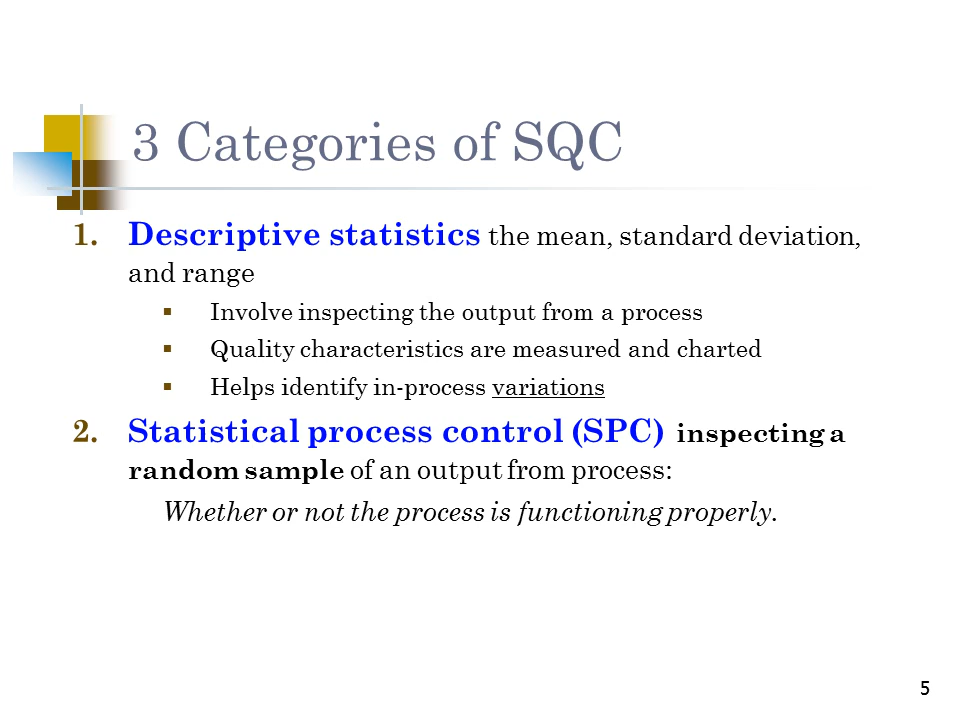 3 Categories of SQC
1. Descriptive statistics the mean, standard deviation,
and range
▪ Involve inspecting the output from a process
▪ Quality characteristics are measured and charted
▪ Helps identify in-process variations
2. Statistical process control (SPC) inspecting a
random sample of an output from process:
Whether or not the process is functioning properly.
5